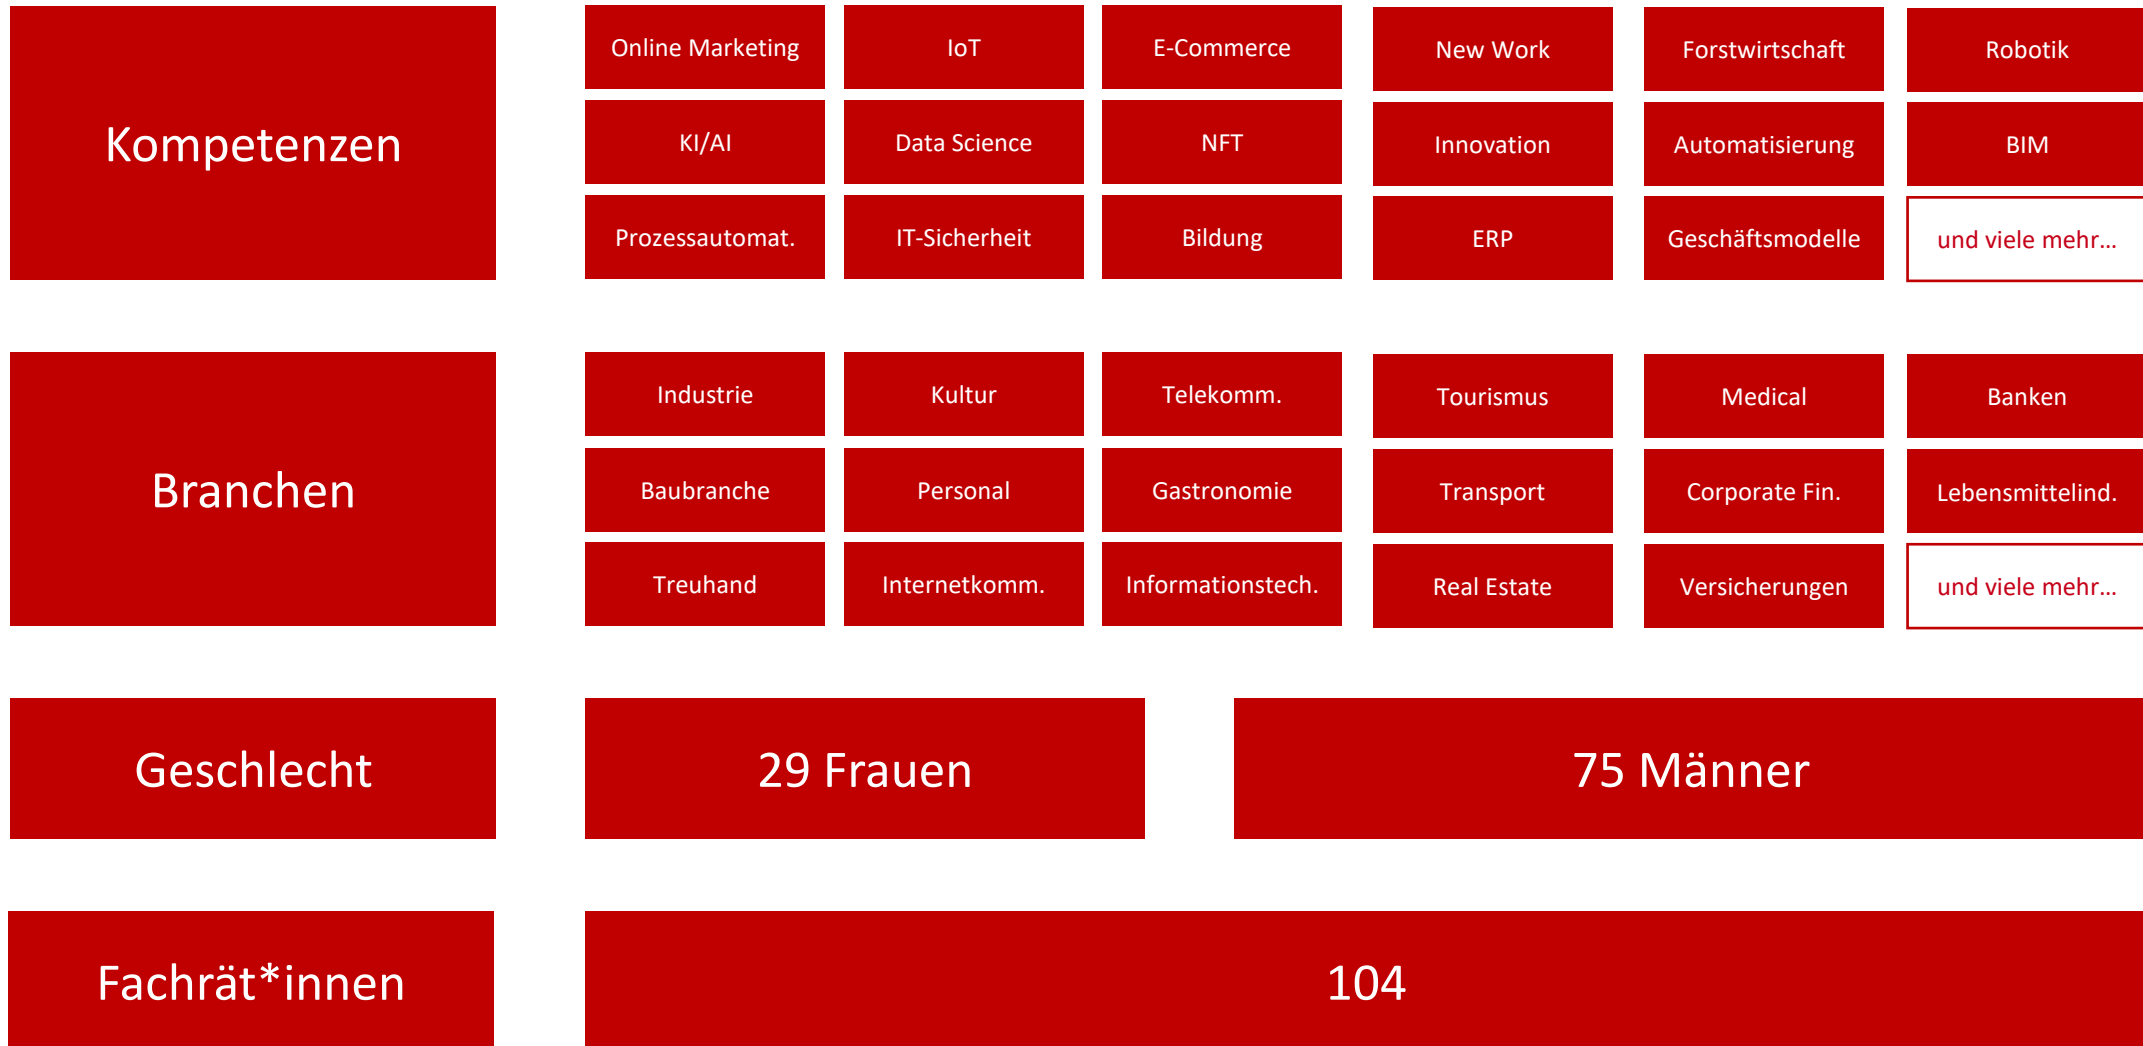 Kompetenzen
Online Marketing
IoT
E-Commerce
New Work
Forstwirtschaft
Robotik
KI/AI
Data Science
NFT
Innovation
Automatisierung
BIM
Prozessautomat.
IT-Sicherheit
Bildung
ERP
Geschäftsmodelle
und viele mehr...
Branchen
Industrie
Kultur
Telekomm.
Tourismus
Medical
Banken
Baubranche
Personal
Gastronomie
Transport
Corporate Fin.
Lebensmittelind.
Treuhand
Internetkomm.
Informationstech.
Real Estate
Versicherungen
und viele mehr...
Geschlecht
29 Frauen
75 Männer
Fachrät*innen
104